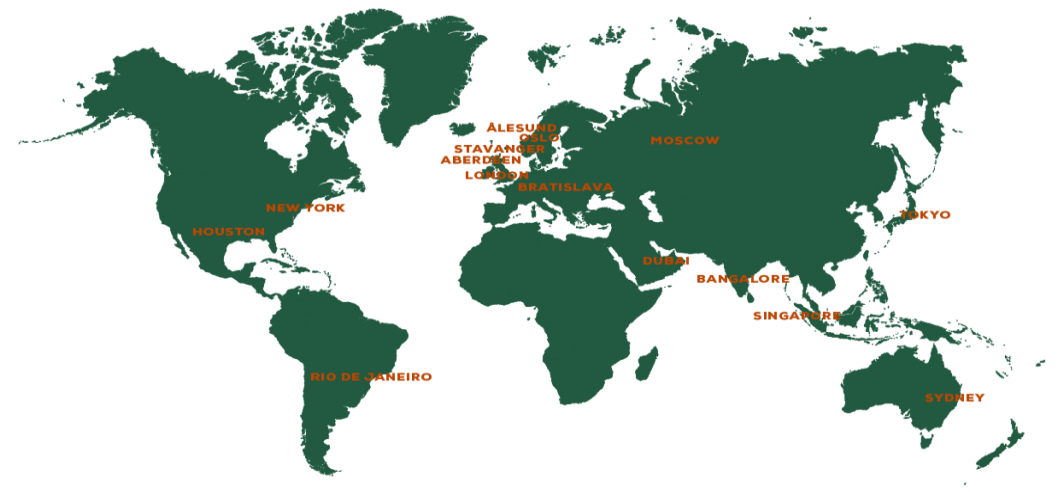 ÅLESUND
OSLO
MOSCOW
STAVANGER
ABERDEEN
LONDON
BRATISLAVA
NEW YORK
TOKYO
HOUSTON
DUBAI
BANGALORE
SINGAPORE
RIO DE JANEIRO
SYDNEY